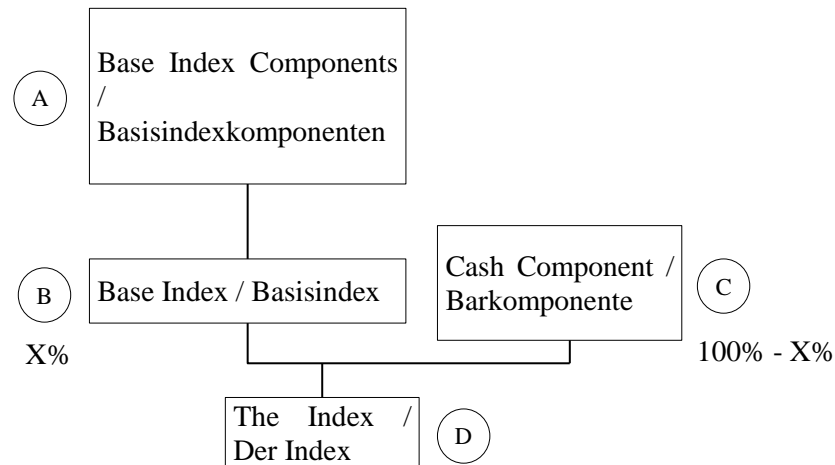 Base Index Components
/
Basisindexkomponenten
A
Base Index / Basisindex
B
X%
Cash Component /
Barkomponente
C
100% - X%
The Index /
Der Index
D